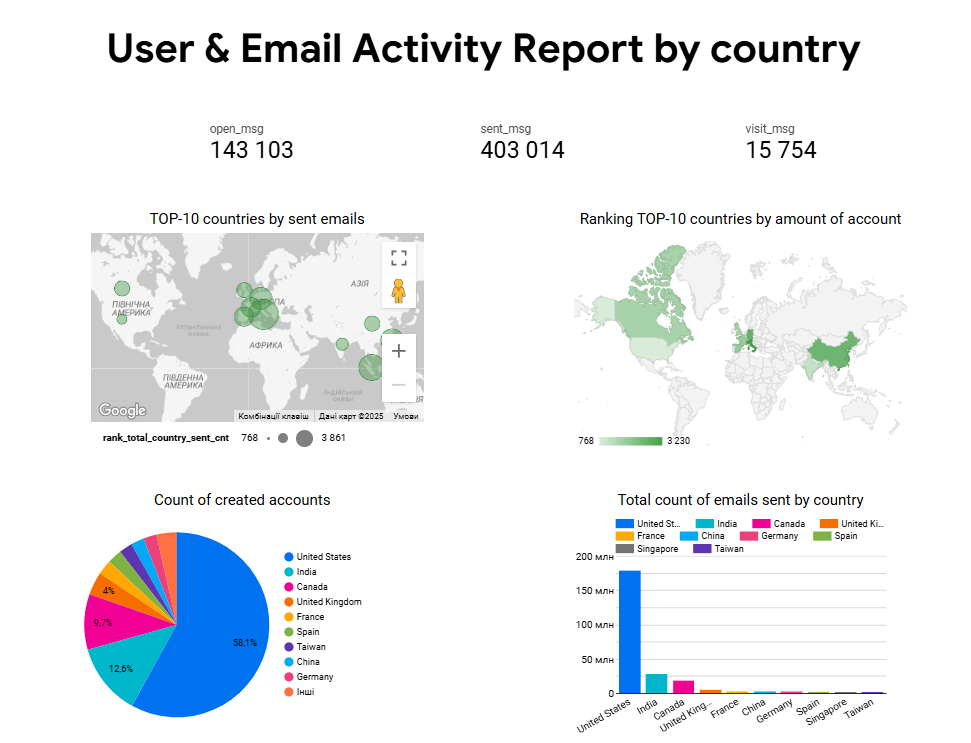 User & Email Activity Report by country
open_msg
143 103
sent_msg
403 014
visit_msg
15 754
TOP-10 countries by sent emails
ПІВНІЧНА
АМЕРИКА
Атлантичний
океан
ЄВРОПА
АЗІЯ
АФРИКА
ПІВДЕННА
АМЕРИКА
Індійський
океан
Google
Комбінації клавіш
Дані карт ©2025
Умови
rank_total_country_sent_cnt 768 3 861
Ranking TOP-10 countries by amount of account
768 3 230
Count of created accounts
58,1%
12,6%
9,7%
4%
United States
India
Canada
United Kingdom
France
Spain
Taiwan
China
Germany
Інші
Total count of emails sent by country
United St... India Canada United Ki...
France China Germany Spain
Singapore Taiwan
200 млн
150 млн
100 млн
50 млн
0
United States
India
Canada
United King...
France
China
Germany
Spain
Singapore
Taiwan